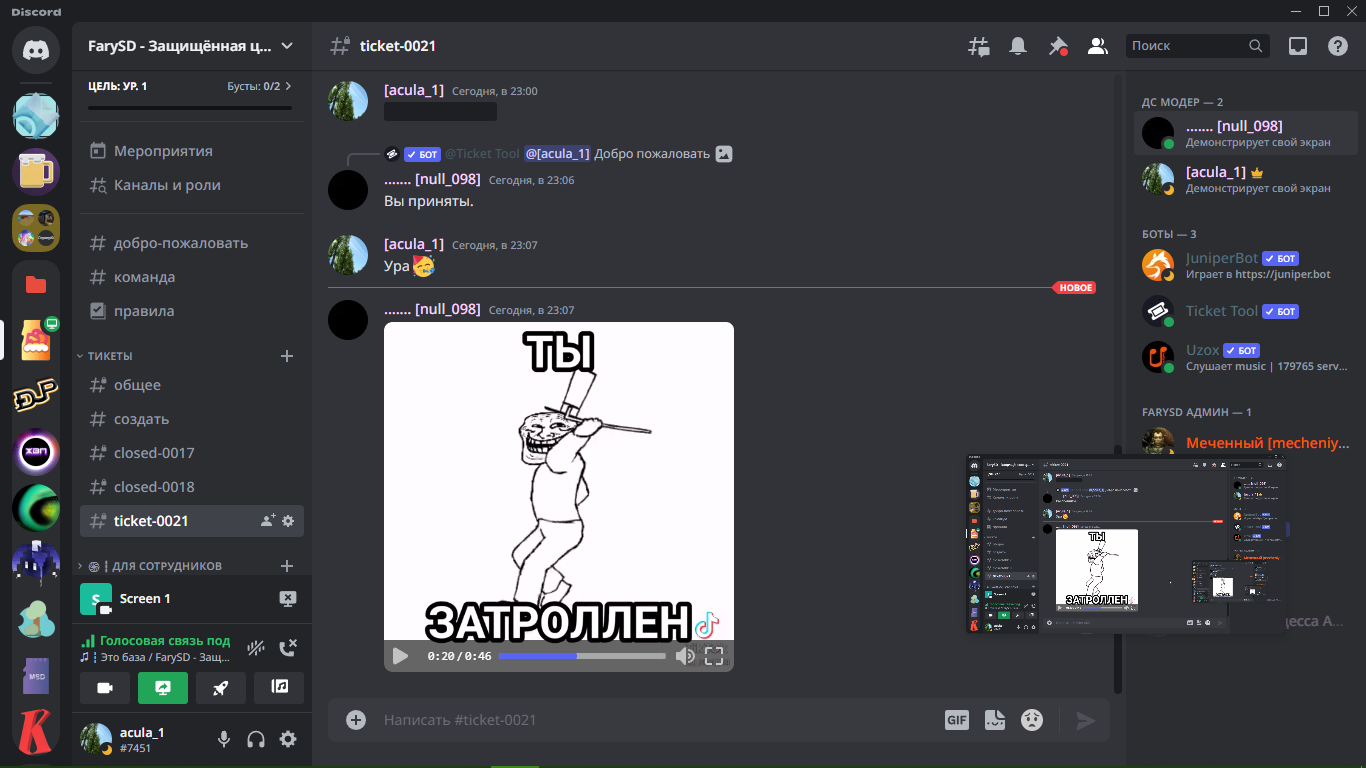 Discord
FarySD - Защищённая ц...
ЦЕЛЬ: УР. 1
Бусты: 0/2
Мероприятия
Каналы и роли
добро-пожаловать
команда
правила
ТИКЕТЫ
общее
создать
closed-0017
closed-0018
ticket-0021
ДЛЯ СОТРУДНИКОВ
S
Screen 1
Голосовая связь под
Это база / FarySD - Защ...
acula_1
#7451
ticket-0021
Поиск
[acula_1] Сегодня, в 23:00
БОТ @Ticket Tool @[acula_1] Добро пожаловать
....... [null_098] Сегодня, в 23:06
Вы приняты.
[acula_1] Сегодня, в 23:07
Ура
НОВОЕ
....... [null_098] Сегодня, в 23:07
ТЫ
ЗАТРОЛЛЕН
0:20/0:46
Написать #ticket-0021
GIF
ДС МОДЕР — 2
....... [null_098]
Демонстрирует свой экран
[acula_1]
Демонстрирует свой экран
БОТЫ — 3
JuniperBot БОТ
Играет в https://juniper.bot
Ticket Tool БОТ
Uzox БОТ
Слушает music | 179765 serv...
FARYSD АДМИН — 1
Меченный [mecheniy...
десса А...
ТЫ
ЗАТРОЛЛЕН
ХВП
MSD